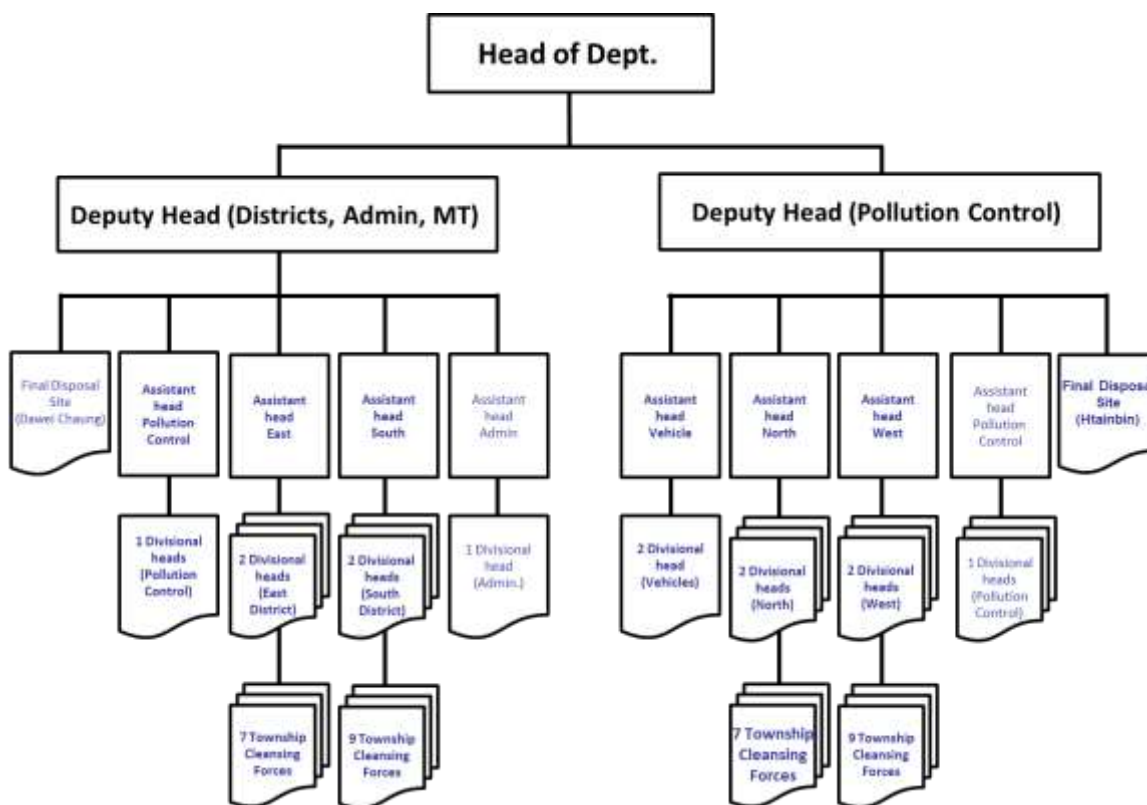 Head of Dept.
Deputy Head (Districts, Admin, MT)
Deputy Head (Pollution Control)
Final Disposal
Site
(Dawei Chaung)
Assistant
head
Pollution
Control
Assistant
head
East
Assistant
head
South
Assistant
head
Admin
Assistant
head
Vehicle
Assistant
head
North
Assistant
head
West
Assistant
head
Pollution
Control
Final Disposa
Site
(Htainbin)
1 Divisional
heads
(Pollution
Control)
2 Divisional
heads
(East
District)
2 Divisional
heads
(South
District)
1 Divisional
head
(Admin.)
2 Divisional
head
(Vehicles)
2 Divisional
heads
(North)
2 Divisional
heads
(West)
1 Divisional
heads
(Pollution
Control)
7 Township
Cleansing
Forces
9 Township
Cleansing
Forces
7 Township
Cleansing
Forces
9 Township
Cleansing
Forces